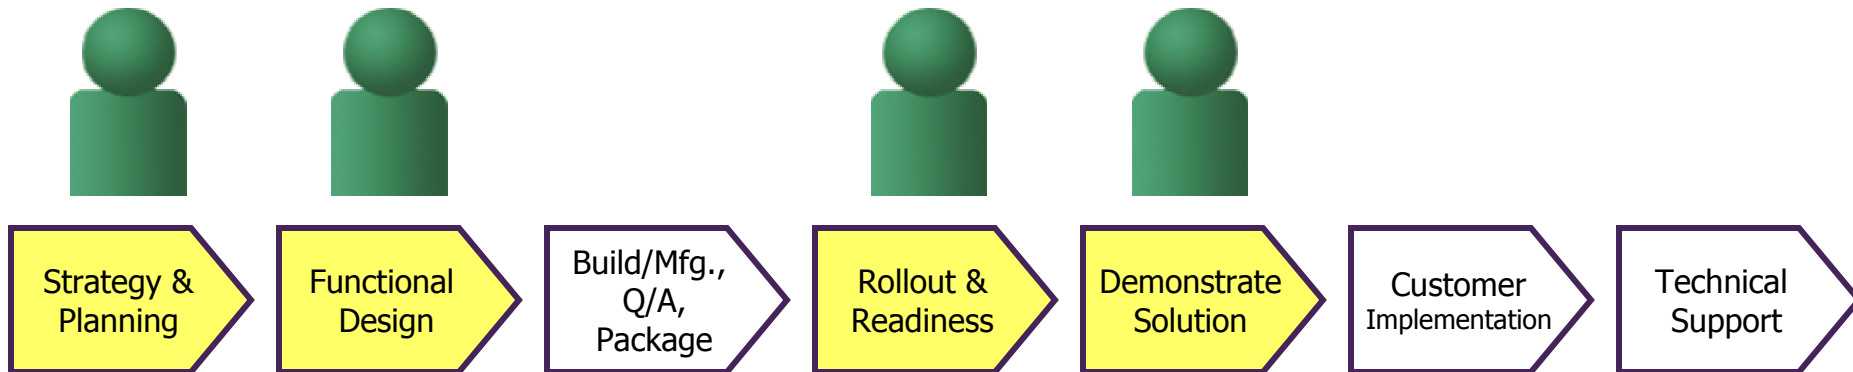 Strategy &
Planning
Functional
Design
Build/Mfg.,
Q/A,
Package
Rollout &
Readiness
Demonstrate
Solution
Customer
Implementation
Technical
Support